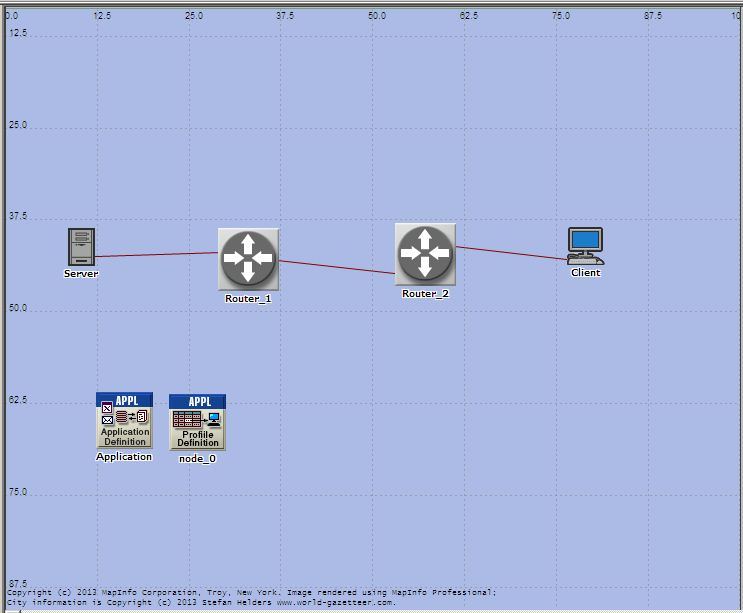 0.0 12.5 25.0 37.5 50.0 62.5 75.0 87.5 10
12.5
25.0
37.5
Server
Router_1
Router_2
Client
50.0
62.5
APPL
Application
Definition
Application
APPL
Profile
Definition
node_0
75.0
87.5
Copyright (c) 2013 MapInfo Corporation, Troy, New York. Image rendered using MapInfo Professional;
City information is Copyright (c) 2013 Stefan Helders www.world-gazetteer.com.